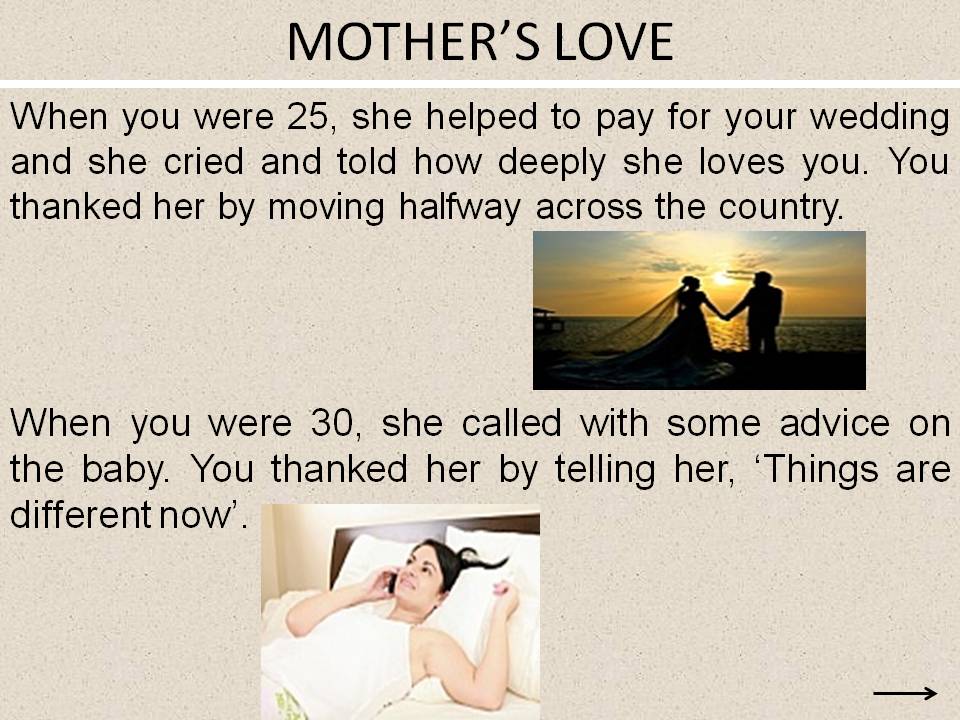 MOTHER’S LOVE
When you were 25, she helped to pay for your wedding
and she cried and told how deeply she loves you. You
thanked her by moving halfway across the country.
When you were 30, she called with some advice on
the baby. You thanked her by telling her, ‘Things are
different now’.